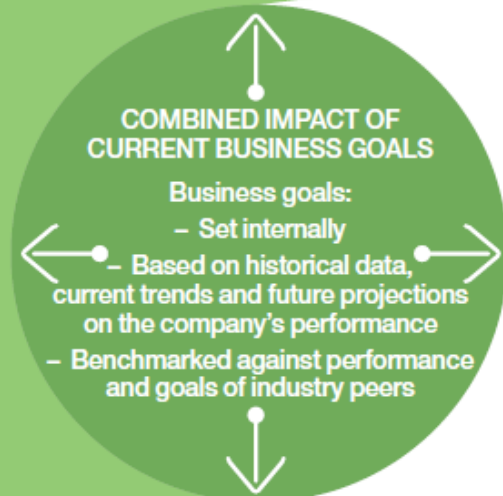 COMBINED IMPACT OF
CURRENT BUSINESS GOALS
Business goals:
– Set internally
– Based on historical data,
current trends and future projections
on the company's performance
– Benchmarked against performance
and goals of industry peers